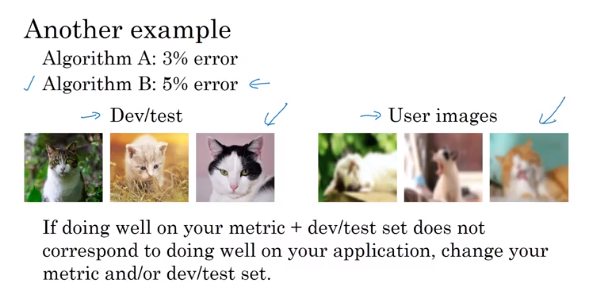 Another example
Algorithm A: 3% error
Algorithm B: 5% error
Dev/test
User images
If doing well on your metric + dev/test set does not
correspond to doing well on your application, change your
metric and/or dev/test set.